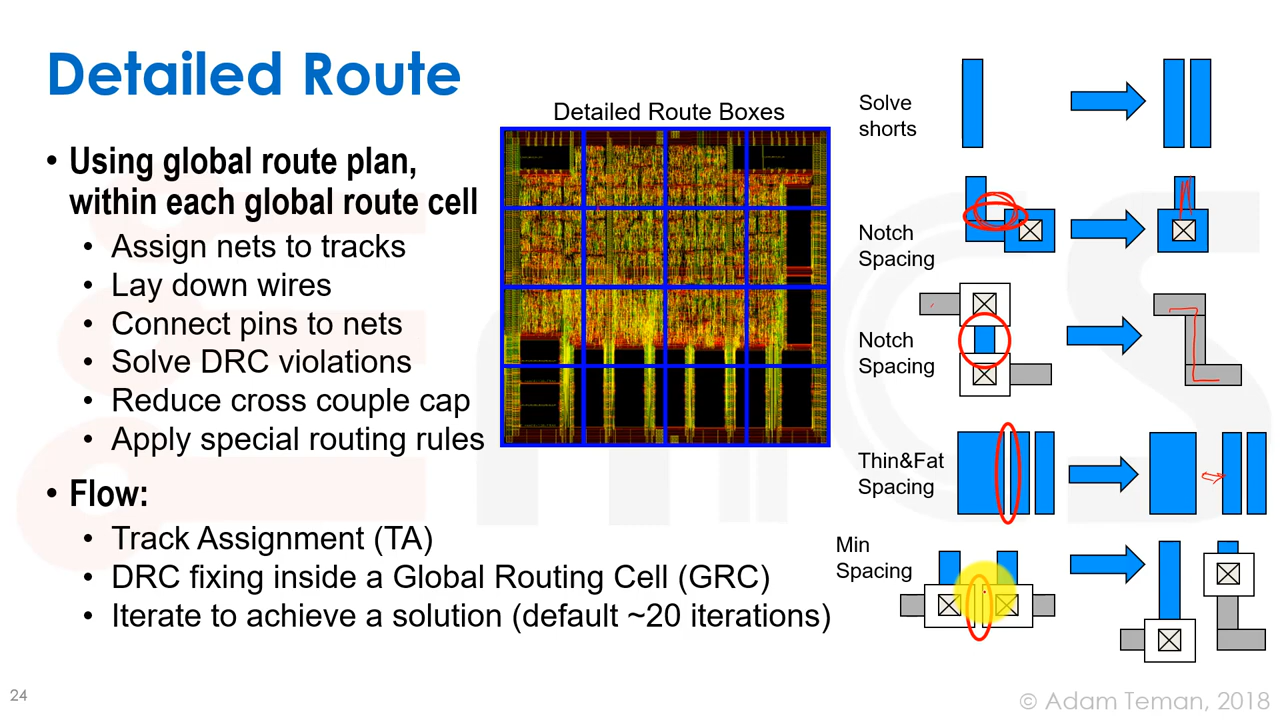 Detailed Route
• Using global route plan,
within each global route cell
• Assign nets to tracks
• Lay down wires
• Connect pins to nets
• Solve DRC violations
• Reduce cross couple cap
• Apply special routing rules
• Flow:
• Track Assignment (TA)
• DRC fixing inside a Global Routing Cell (GRC)
• Iterate to achieve a solution (default ~20 iterations)
Detailed Route Boxes
Solve
shorts
Notch
Spacing
Notch
Spacing
Thin&Fat
Spacing
Min
Spacing
24
© Adam Teman, 2018